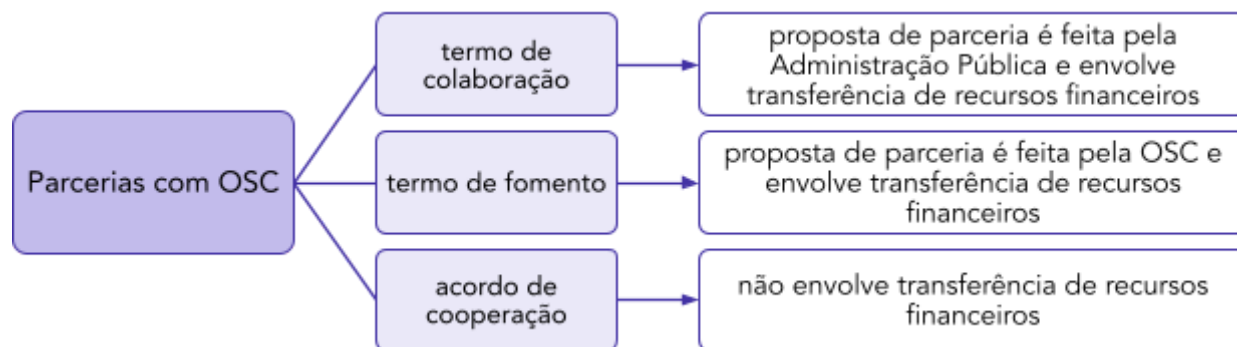 Parcerias com OSC
termo de
colaboração
proposta de parceria é feita pela
Administração Pública e envolve
transferência de recursos financeiros
termo de fomento
proposta de parceria é feita pela OSC e
envolve transferência de recursos
financeiros
acordo de
cooperação
não envolve transferência de recursos
financeiros